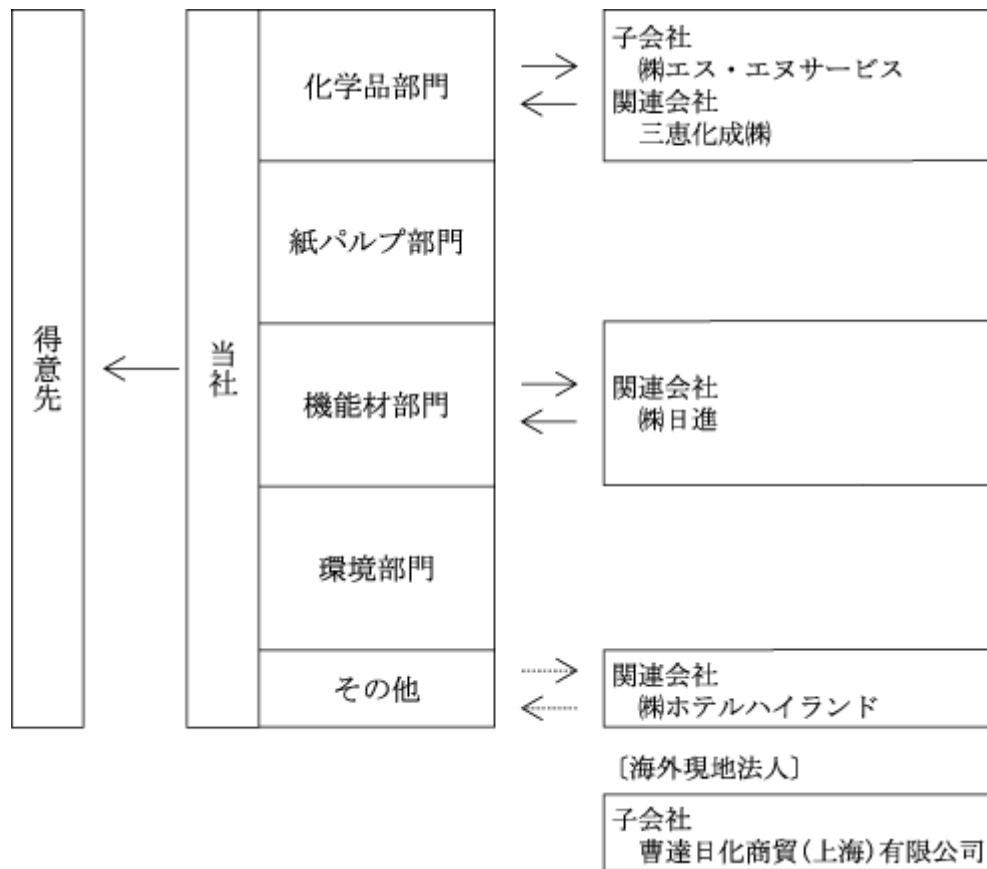 得意先
当社
化学品部門
紙パルプ部門
機能材部門
環境部門
その他
子会社
㈱エス・エヌサービス
関連会社
三恵化成㈱
関連会社
㈱日進
関連会社
㈱ホテルハイランド
〔海外現地法人〕
子会社
曹達日化商貿(上海)有限公司